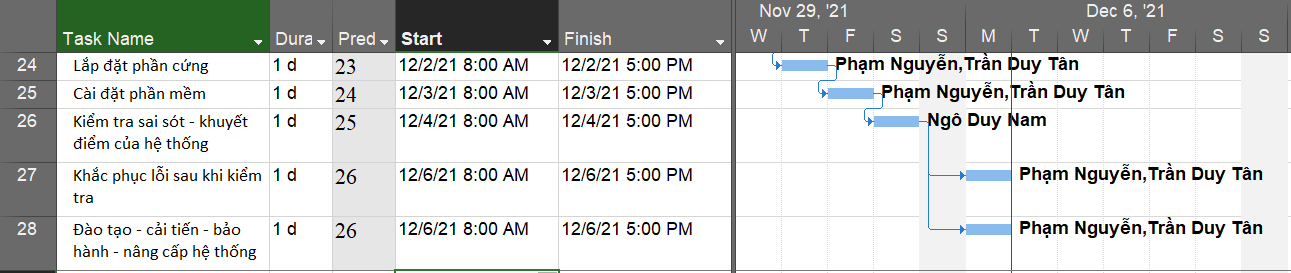 Nov 29, '21 Dec 6, '21
Task Name Dura Pred Start Finish W T F S S M T W T F S S
24 Lắp đặt phần cứng 1 d 23 12/2/21 8:00 AM 12/2/21 5:00 PM Phạm Nguyễn,Trần Duy Tân
25 Cài đặt phần mềm 1 d 24 12/3/21 8:00 AM 12/3/21 5:00 PM Phạm Nguyễn,Trần Duy Tân
26 Kiểm tra sai sót - khuyết 1 d 25 12/4/21 8:00 AM 12/4/21 5:00 PM Ngô Duy Nam
điểm của hệ thống
27 Khắc phục lỗi sau khi kiểm 1 d 26 12/6/21 8:00 AM 12/6/21 5:00 PM Phạm Nguyễn,Trần Duy Tân
tra
28 Đào tạo - cải tiến - bảo 1 d 26 12/6/21 8:00 AM 12/6/21 5:00 PM Phạm Nguyễn,Trần Duy Tân
hành - nâng cấp hệ thống